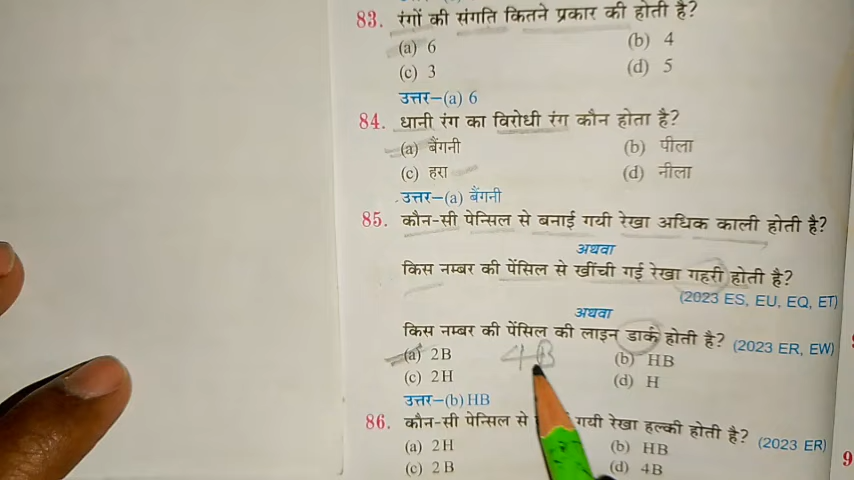 83. रंगों की संगति कितने प्रकार की होती है?
(a) 6 (b) 4
(c) 3 (d) 5
उत्तर–(a) 6
84. धानी रंग का विरोधी रंग कौन होता है?
(a) बैंगनी (b) पीला
(c) हरा (d) नीला
उत्तर–(a) बैंगनी
85. कौन-सी पेन्सिल से बनाई गयी रेखा अधिक काली होती है?
अथवा
किस नम्बर की पेंसिल से खींची गई रेखा गहरी होती है?
(2023 ES, EU, EQ, ET)
अथवा
किस नम्बर की पेंसिल की लाइन डार्क होती है? (2023 ER, EW)
(a) 2B 4B (b) HB
(c) 2H (d) H
उत्तर–(b) HB
86. कौन-सी पेन्सिल से गयी रेखा हल्की होती है? (2023 ER)
(a) 2H (b) HB
(c) 2B (d) 4B
9